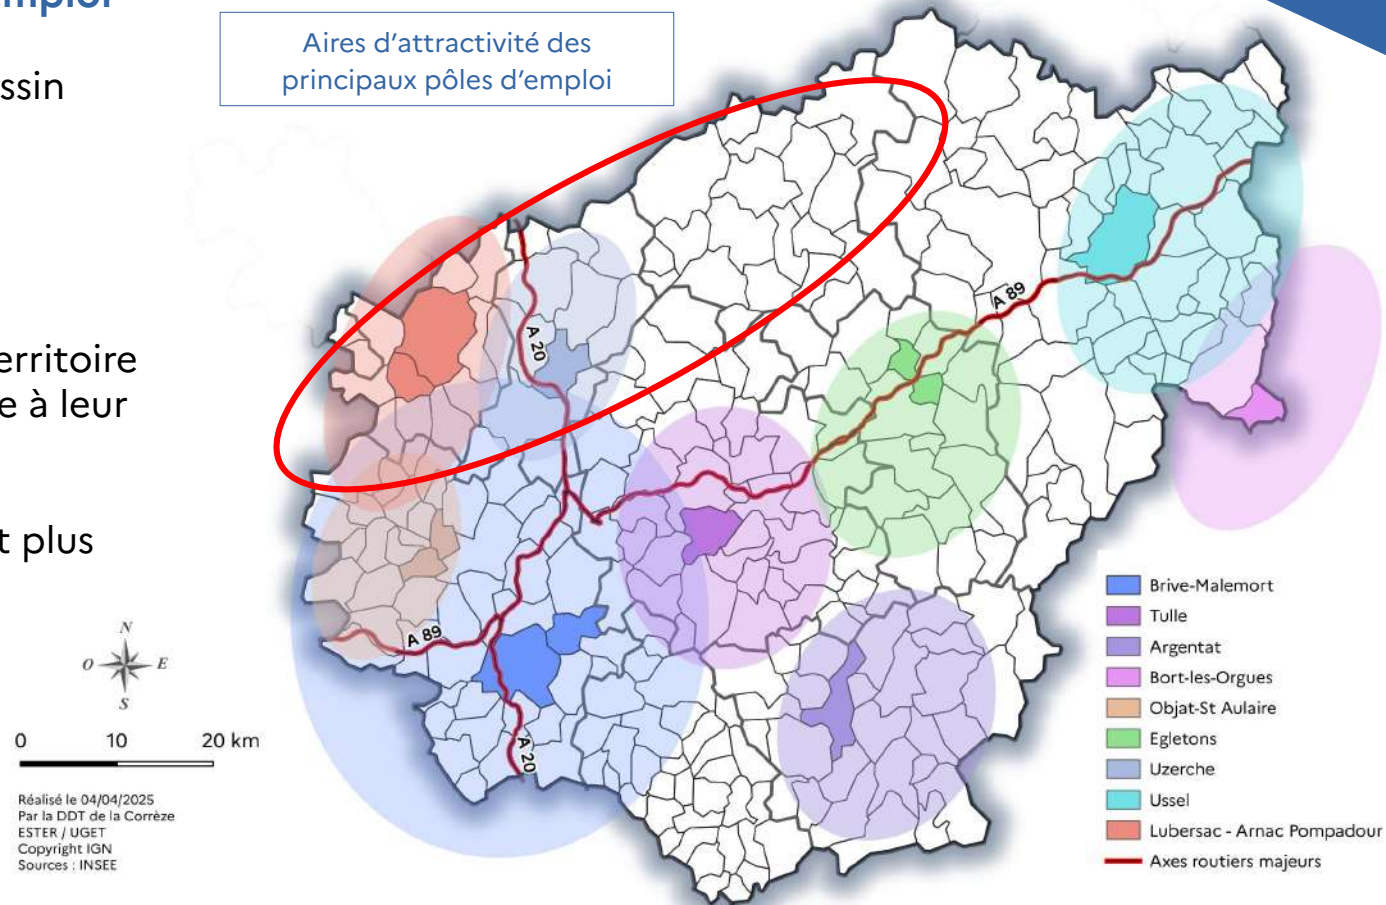 mploi
Aires d’attractivité des
principaux pôles d’emploi
ssin
erritoire
e à leur
t plus
A 20
A 89
A 89
A 20
N
O
E
S
0 10 20 km
Réalisé le 04/04/2025
Par la DDT de la Corrèze
ESTER / UGET
Copyright IGN
Sources : INSEE
Brive-Malemort
Tulle
Argentat
Bort-les-Orgues
Objat-St Aulaire
Egletons
Uzerche
Ussel
Lubersac - Arnac Pompadour
Axes routiers majeurs